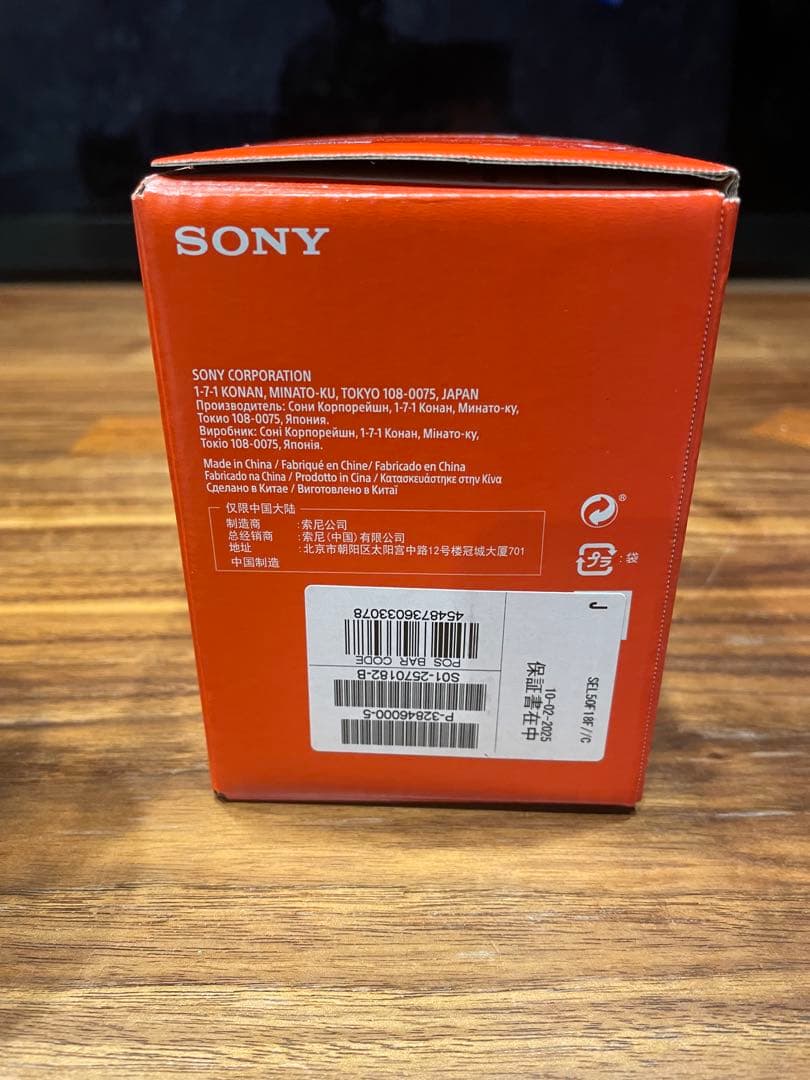 SONY
SONY CORPORATION
1-7-1 KONAN, MINATO-KU, TOKYO 108-0075, JAPAN
Производитель: Сони Корпорейшн, 1-7-1 Конан, Минато-ку,
Токио 108-0075, Япония.
Виробник: Соні Корпорейшн, 1-7-1 Конан, Мінато-ку,
Токіо 108-0075, Японія.
Made in China / Fabriqué en Chine/ Fabricado en China
Fabricado na China / Prodotto in Cina / Κατασκευάστηκε στην Κίνα
Сделано в Китае / Виготовлено в Китаї
仅限中国大陆
制造商 :索尼公司
总经销商 :索尼(中国)有限公司
地址 :北京市朝阳区太阳宫中路12号楼冠城大厦701
中国制造
®
プラ :袋
J
SEL50F18F//C
10-02-2025
保証書在中
P-32846000-5
S01-2570182-B
POS BAR CODE
4548736033078